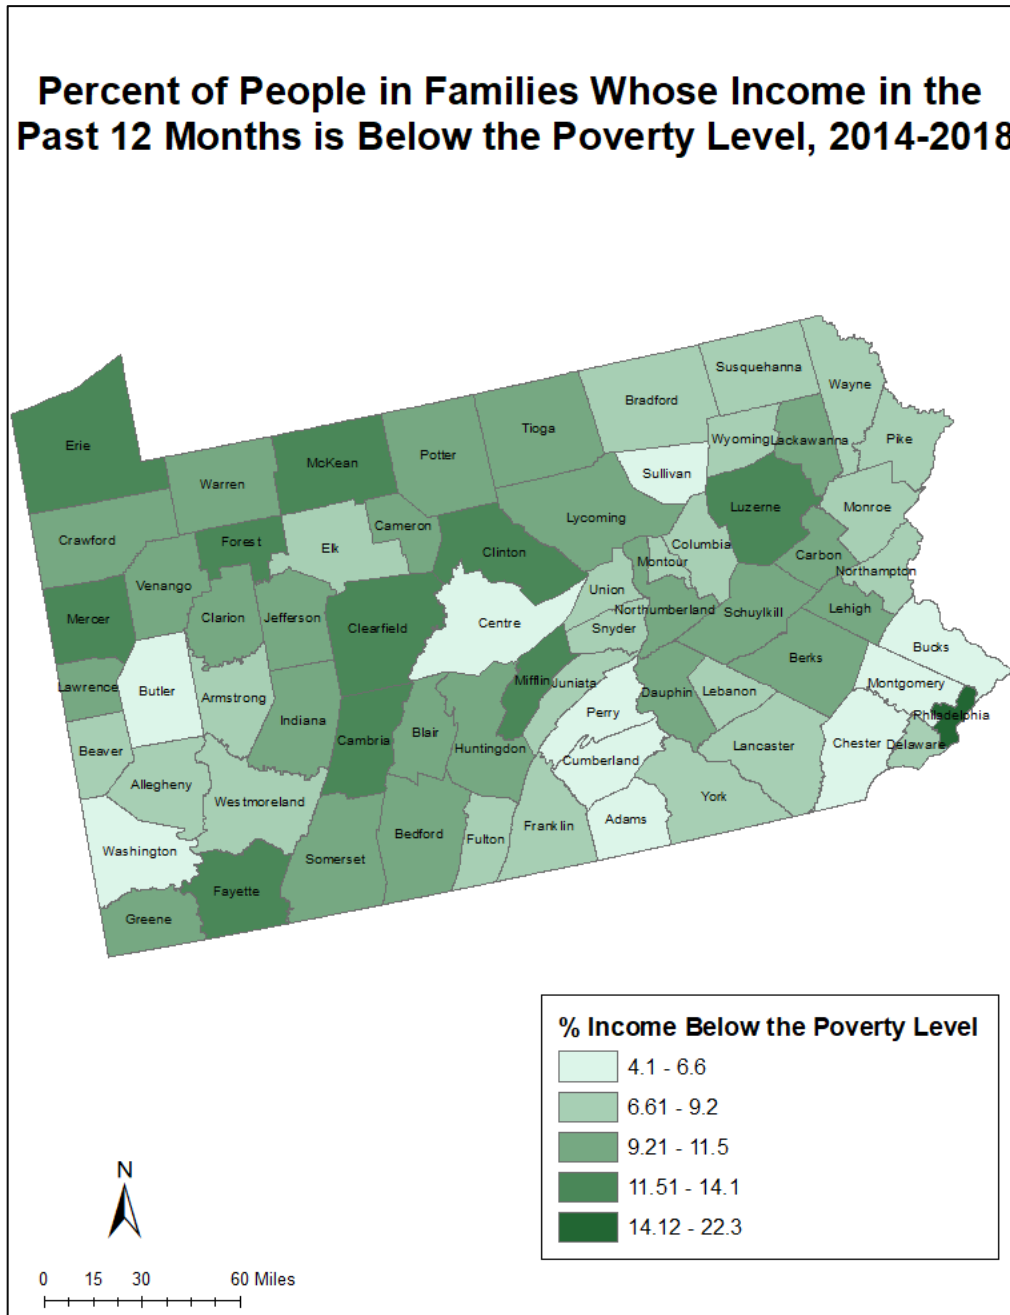 Percent of People in Families Whose Income in the
Past 12 Months is Below the Poverty Level, 2014-2018
Susquehanna
Wayne
Bradford
Tioga
Wyoming
Lackawanna
Pike
Erie
McKean
Potter
Sullivan
Warren
Luzerne
Monroe
Lycoming
Crawford
Cameron
Forest
Elk
Clinton
Columbia
Carbon
Montour
Northampton
Venango
Union
Mercer
Clarion
Jefferson
Clearfield
Centre
Northumberland
Schuylkill
Lehigh
Snyder
Bucks
Berks
Lawrence
Butler
Armstrong
Mifflin
Juniata
Dauphin
Lebanon
Montgomery
Indiana
Perry
Philadelphia
Beaver
Cambria
Blair
Huntingdon
Cumberland
Lancaster
Chester
Delaware
Allegheny
Westmoreland
York
Washington
Somerset
Bedford
Fulton
Franklin
Adams
Fayette
Greene
% Income Below the Poverty Level
4.1 - 6.6
6.61 - 9.2
9.21 - 11.5
11.51 - 14.1
14.12 - 22.3
N
0 15 30 60 Miles